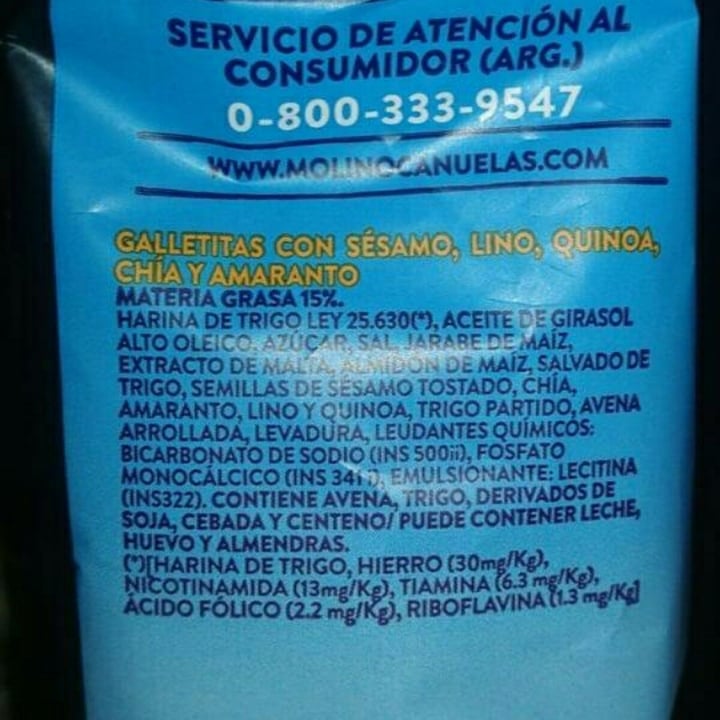 SERVICIO DE ATENCIÓN AL
CONSUMIDOR (ARG.)
0-800-333-9547
WWW.MOLINOCANUELAS.COM
GALLETITAS CON SÉSAMO, LINO, QUINOA,
CHÍA Y AMARANTO
MATERIA GRASA 15%.
HARINA DE TRIGO LEY 25.630(*), ACEITE DE GIRASOL
ALTO OLEICO, AZÚCAR, SAL, JARABE DE MAÍZ,
EXTRACTO DE MALTA, ALMIDÓN DE MAÍZ, SALVADO DE
TRIGO, SEMILLAS DE SÉSAMO TOSTADO, CHÍA,
AMARANTO, LINO Y QUINOA, TRIGO PARTIDO, AVENA
ARROLLADA, LEVADURA, LEUDANTES QUÍMICOS:
BICARBONATO DE SODIO (INS 500ii), FOSFATO
MONOCÁLCICO (INS 341 i), EMULSIONANTE: LECITINA
(INS322). CONTIENE AVENA, TRIGO, DERIVADOS DE
SOJA, CEBADA Y CENTENO/ PUEDE CONTENER LECHE,
HUEVO Y ALMENDRAS.
(*)[HARINA DE TRIGO, HIERRO (30mg/Kg),
NICOTINAMIDA (13mg/Kg), TIAMINA (6.3 mg/Kg),
ÁCIDO FÓLICO (2.2 mg/Kg), RIBOFLAVINA (1.3 mg/Kg]